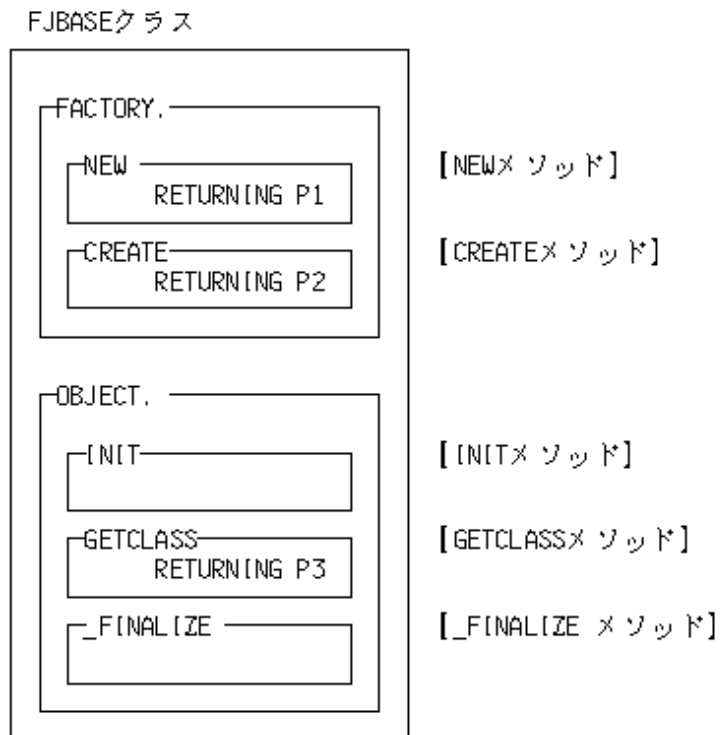 FJBASEクラス
FACTORY.
NEW [NEWメソッド]
RETURNING P1
CREATE [CREATEメソッド]
RETURNING P2
OBJECT.
INIT [INITメソッド]
GETCLASS [GETCLASSメソッド]
RETURNING P3
_FINALIZE [_FINALIZE メソッド]